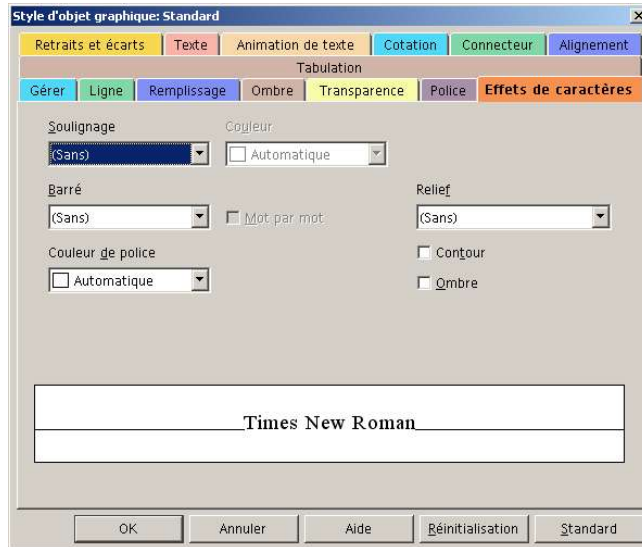 Style d'objet graphique: Standard
Retraits et écarts Texte Animation de texte Cotation Connecteur Alignement
Tabulation
Gérer Ligne Remplissage Ombre Transparence Police Effets de caractères
Soulignage Couleur
(Sans) Automatique
Barré Relief
(Sans) Mot par mot (Sans)
Couleur de police Contour
Automatique Ombre
Times New Roman
OK Annuler Aide Réinitialisation Standard